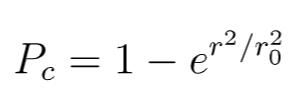 $P_c = 1 - e^{r^2/r_0^2}$